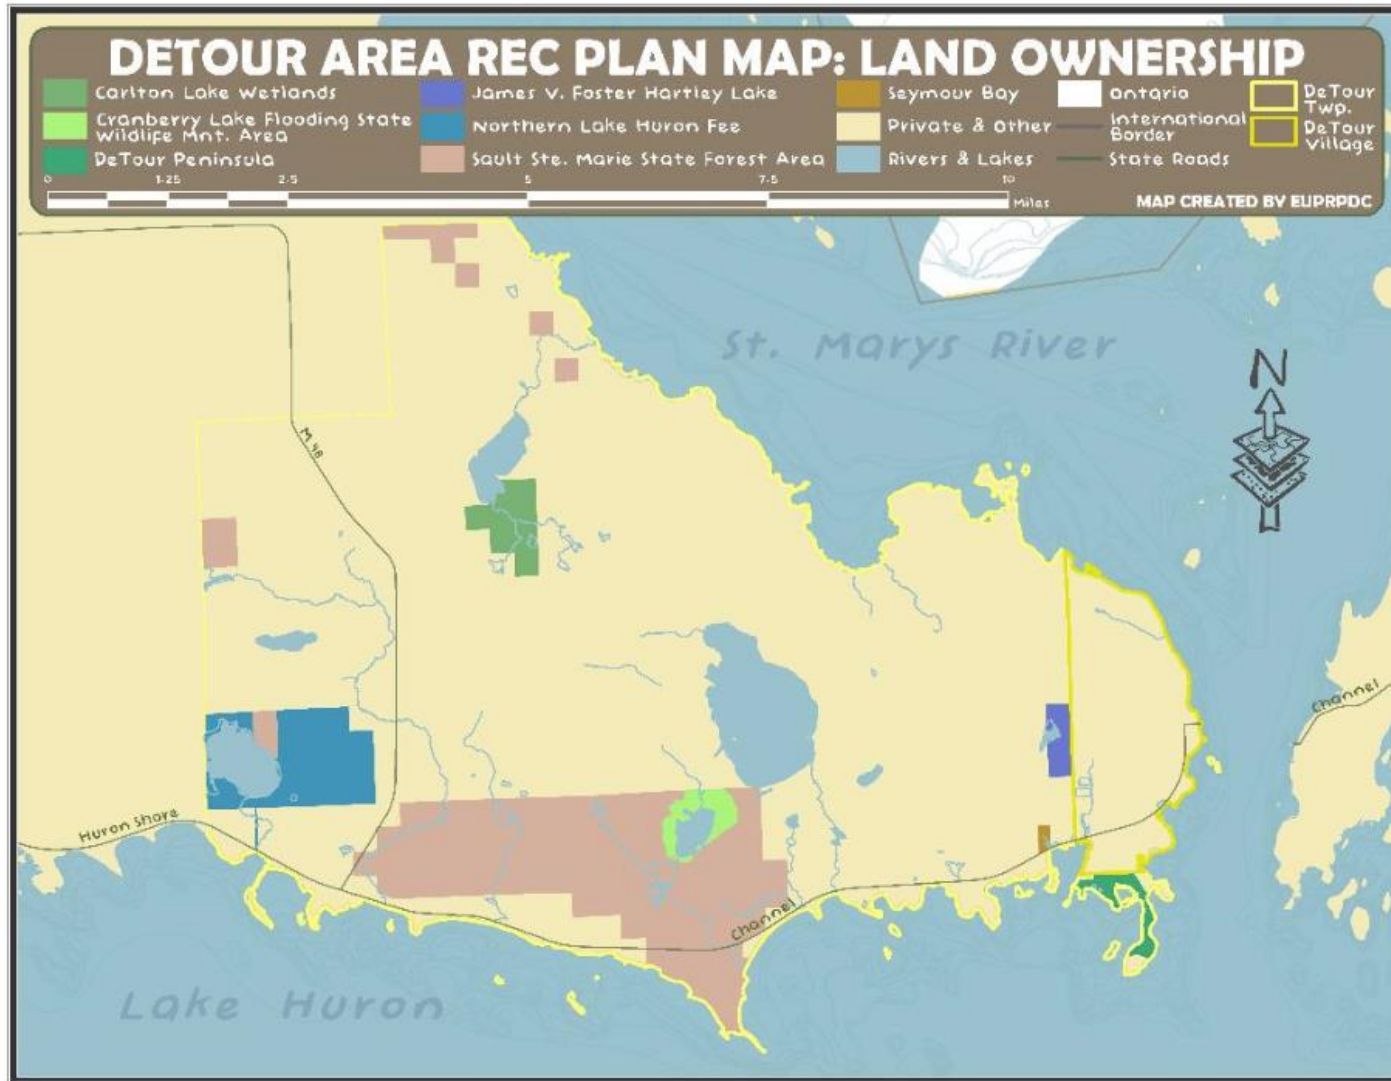 DETOUR AREA REC PLAN MAP: LAND OWNERSHIP
Carlton Lake Wetlands
Cranberry Lake Flooding State
Wildlife Mnt. Area
DeTour Peninsula
James V. Foster Hartley Lake
Northern Lake Huron Fee
Sault Ste. Marie State Forest Area
Seymour Bay
Private & Other
Rivers & Lakes
Ontario
International
Border
State Roads
DeTour
Twp.
DeTour
Village
0 1.25 2.5 5 7.5 10
Miles
MAP CREATED BY EUPRPDC
St. Marys River
N
M 48
Channel
Huron Shore
Channel
Lake Huron